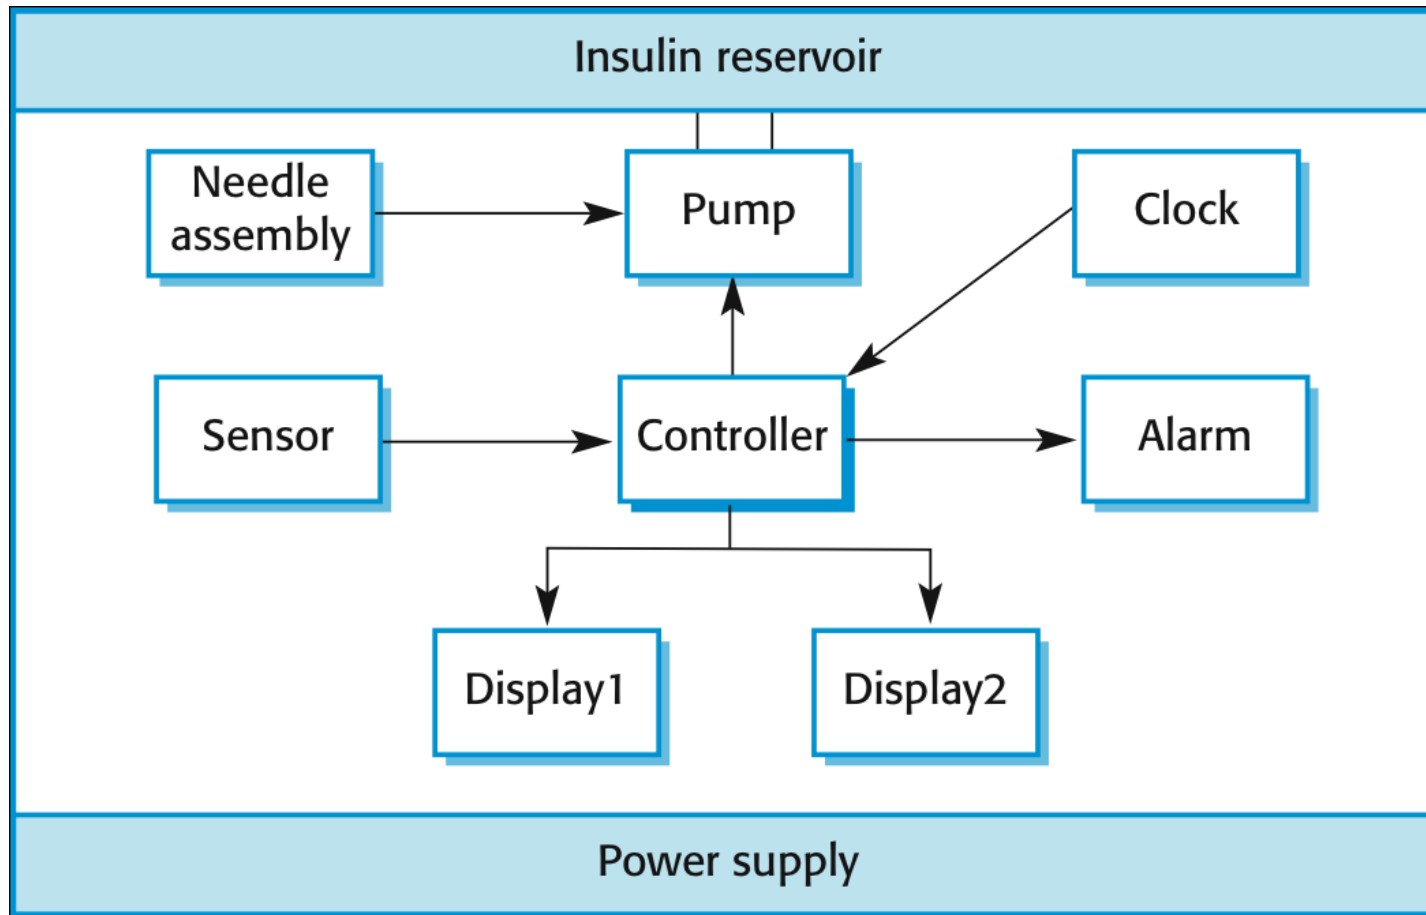 Insulin reservoir
Needle
assembly
Pump
Clock
Sensor
Controller
Alarm
Display1
Display2
Power supply